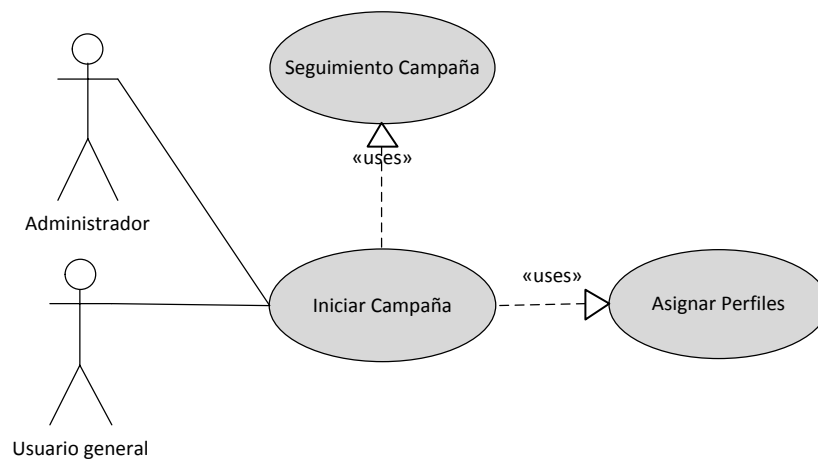 Seguimiento Campaña
«uses»
Administrador
«uses»
Iniciar Campaña
Asignar Perfiles
Usuario general